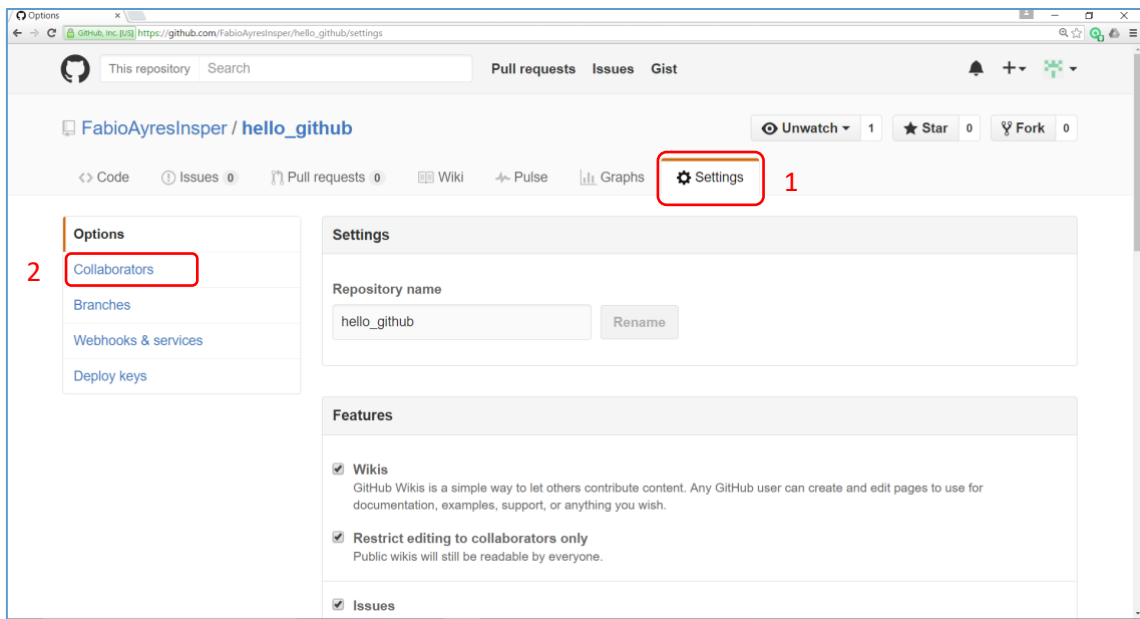 Options
GitHub, Inc. [US] https://github.com/FabioAyresInsper/hello_github/settings
This repository Search Pull requests Issues Gist
FabioAyresInsper / hello_github Unwatch 1 Star 0 Fork 0
Code Issues 0 Pull requests 0 Wiki Pulse Graphs Settings 1
Options
2 Collaborators
Branches
Webhooks & services
Deploy keys
Settings
Repository name
hello_github Rename
Features
Wikis
GitHub Wikis is a simple way to let others contribute content. Any GitHub user can create and edit pages to use for
documentation, examples, support, or anything you wish.
Restrict editing to collaborators only
Public wikis will still be readable by everyone.
Issues